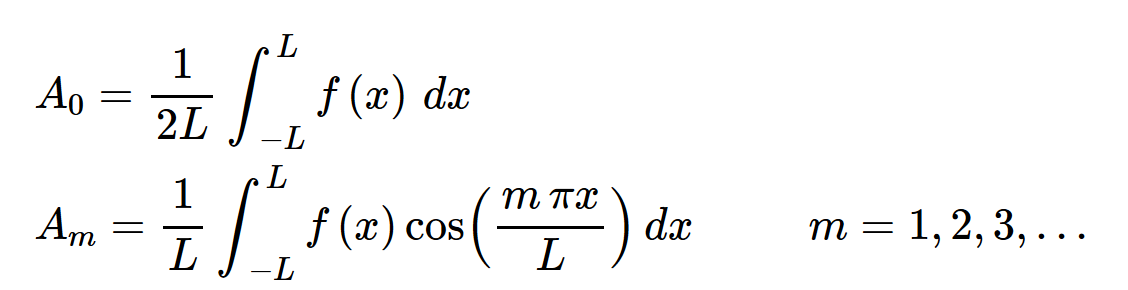 A_0 = \frac{1}{2L} \int_{-L}^{L} f(x) \, dx
A_m = \frac{1}{L} \int_{-L}^{L} f(x) \cos\left(\frac{m \pi x}{L}\right) dx \qquad m = 1, 2, 3, \ldots